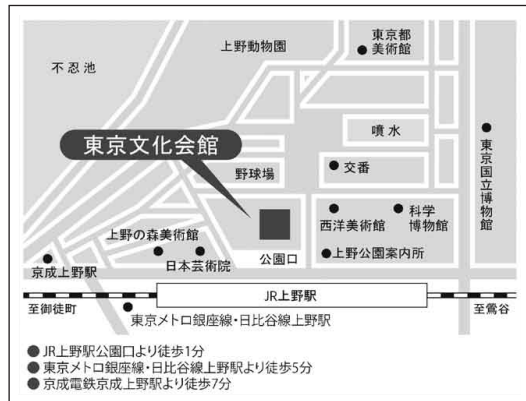 上野動物園
東京都
美術館
不忍池
噴水
東京文化会館
交番
野球場
東京国立博物館
上野の森美術館
西洋美術館
科学
博物館
日本芸術院
公園口
上野公園案内所
京成上野駅
JR上野駅
至御徒町
至鶯谷
東京メトロ銀座線・日比谷線上野駅
● JR上野駅公園口より徒歩1分
● 東京メトロ銀座線・日比谷線上野駅より徒歩5分
● 京成電鉄京成上野駅より徒歩7分